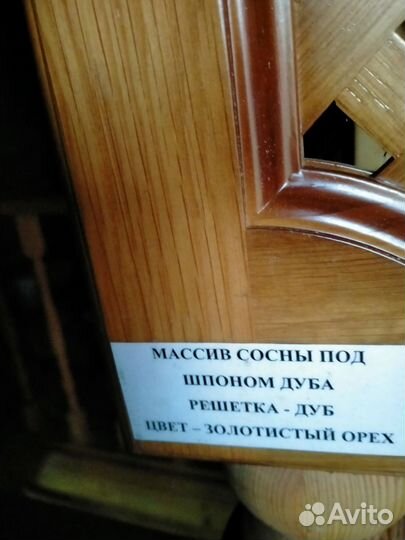 МАССИВ СОСНЫ ПОД
ШПОНОМ ДУБА
РЕШЕТКА - ДУБ
ЦВЕТ – ЗОЛОТИСТЫЙ ОРЕХ
Avito